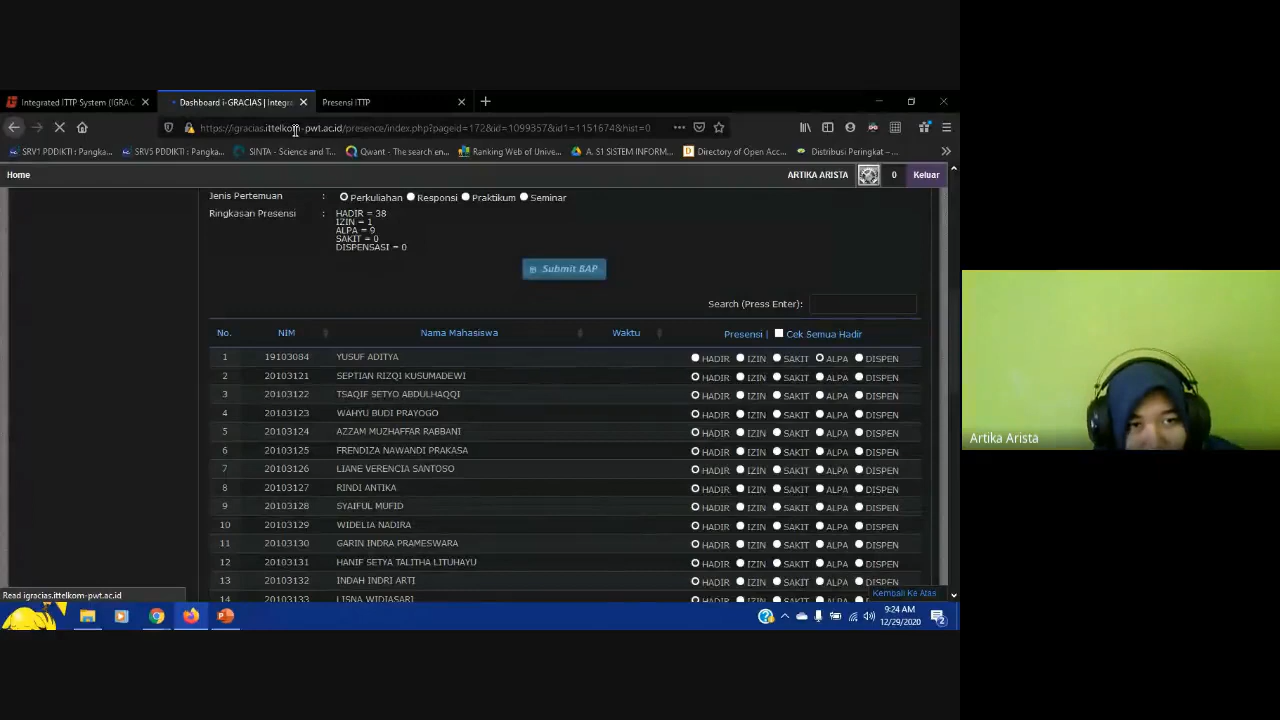 Integrated ITTP System (IGRAC
Dashboard i-GRACIAS | Integra
Presensi ITTP
https://igracias.ittelkom-pwt.ac.id/presence/index.php?pageid=172&id=1099357&id1=1151674&hist=0
SRV1 PDDIKTI : Pangka...
SRV5 PDDIKTI : Pangka...
SINTA - Science and T...
Qwant - The search en...
Ranking Web of Unive...
A. S1 SISTEM INFORM...
Directory of Open Acc...
Distribusi Peringkat -...
Home
ARTIKA ARISTA
0
Keluar
Jenis Pertemuan : Perkuliahan Responsi Praktikum Seminar
Ringkasan Presensi : HADIR = 38
IZIN = 1
ALPA = 9
SAKIT = 0
DISPENSASI = 0
Submit BAP
Search (Press Enter):
No. NIM Nama Mahasiswa Waktu Presensi | Cek Semua Hadir
1 19103084 YUSUF ADITYA HADIR IZIN SAKIT ALPA DISPEN
2 20103121 SEPTIAN RIZQI KUSUMADEWI HADIR IZIN SAKIT ALPA DISPEN
3 20103122 TSAQIF SETYO ABDULHAQQI HADIR IZIN SAKIT ALPA DISPEN
4 20103123 WAHYU BUDI PRAYOGO HADIR IZIN SAKIT ALPA DISPEN
5 20103124 AZZAM MUZHAFFAR RABBANI HADIR IZIN SAKIT ALPA DISPEN
6 20103125 FRENDIZA NAWANDI PRAKASA HADIR IZIN SAKIT ALPA DISPEN
7 20103126 LIANE VERENCIA SANTOSO HADIR IZIN SAKIT ALPA DISPEN
8 20103127 RINDI ANTIKA HADIR IZIN SAKIT ALPA DISPEN
9 20103128 SYAIFUL MUFID HADIR IZIN SAKIT ALPA DISPEN
10 20103129 WIDELIA NADIRA HADIR IZIN SAKIT ALPA DISPEN
11 20103130 GARIN INDRA PRAMESWARA HADIR IZIN SAKIT ALPA DISPEN
12 20103131 HANIF SETYA TALITHA LITUHAYU HADIR IZIN SAKIT ALPA DISPEN
13 20103132 INDAH INDRI ARTI HADIR IZIN SAKIT ALPA DISPEN
14 20103133 LISNA WIDIASARI HADIR IZIN SAKIT ALPA DISPEN
Kembali Ke Atas
Read igracias.ittelkom-pwt.ac.id
9:24 AM
12/29/2020
2
Artika Arista